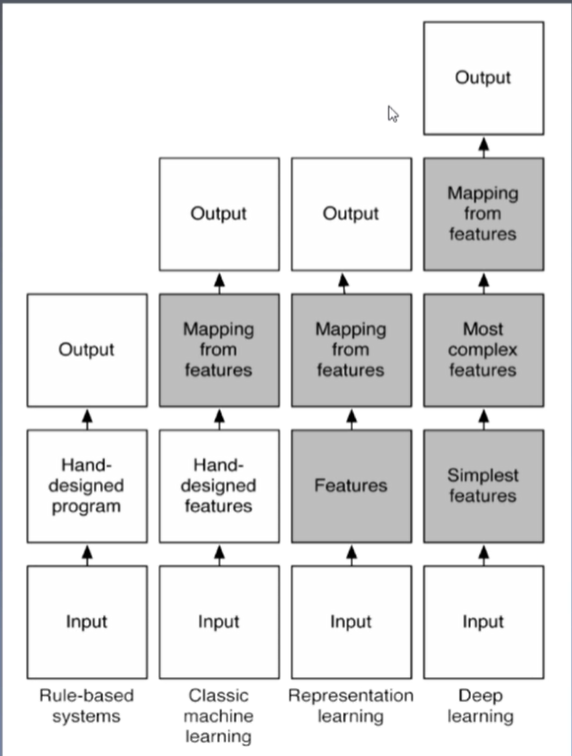 Output
Mapping
from
features
Output
Output
Most
complex
features
Mapping
from
features
Mapping
from
features
Output
Simplest
features
Features
Hand-
designed
features
Hand-
designed
program
Input
Input
Input
Input
Rule-based
systems
Classic
machine
learning
Representation
learning
Deep
learning